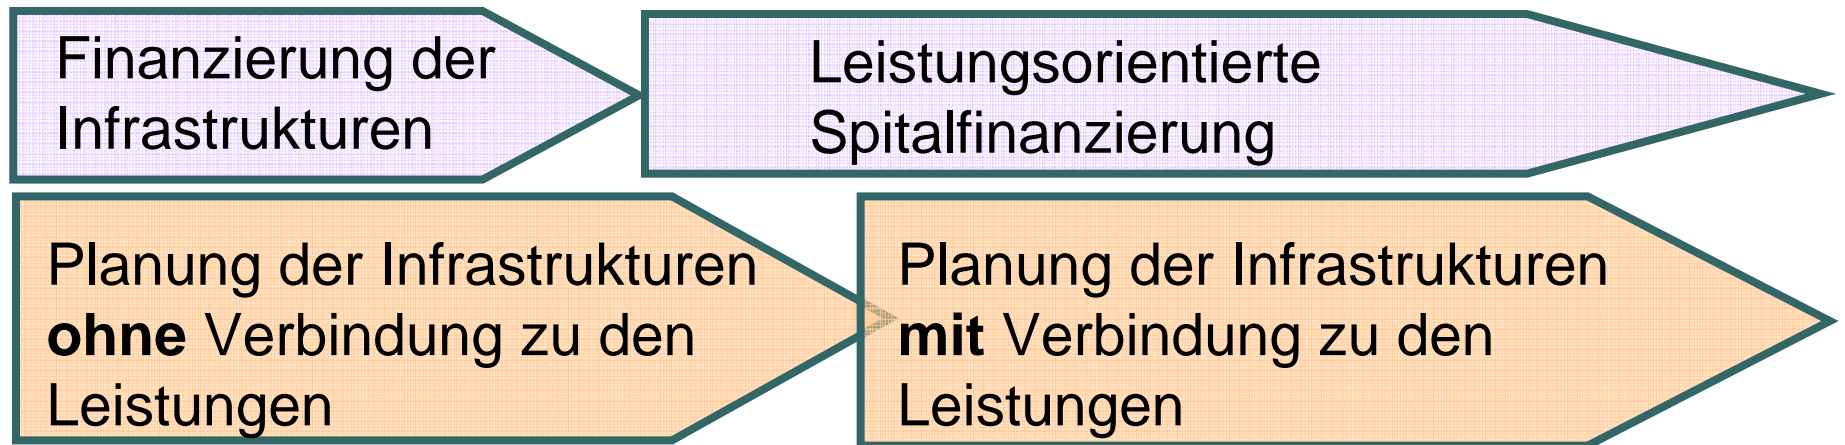 Finanzierung der
Infrastrukturen
Leistungsorientierte
Spitalfinanzierung
Planung der Infrastrukturen
ohne Verbindung zu den
Leistungen
Planung der Infrastrukturen
mit Verbindung zu den
Leistungen